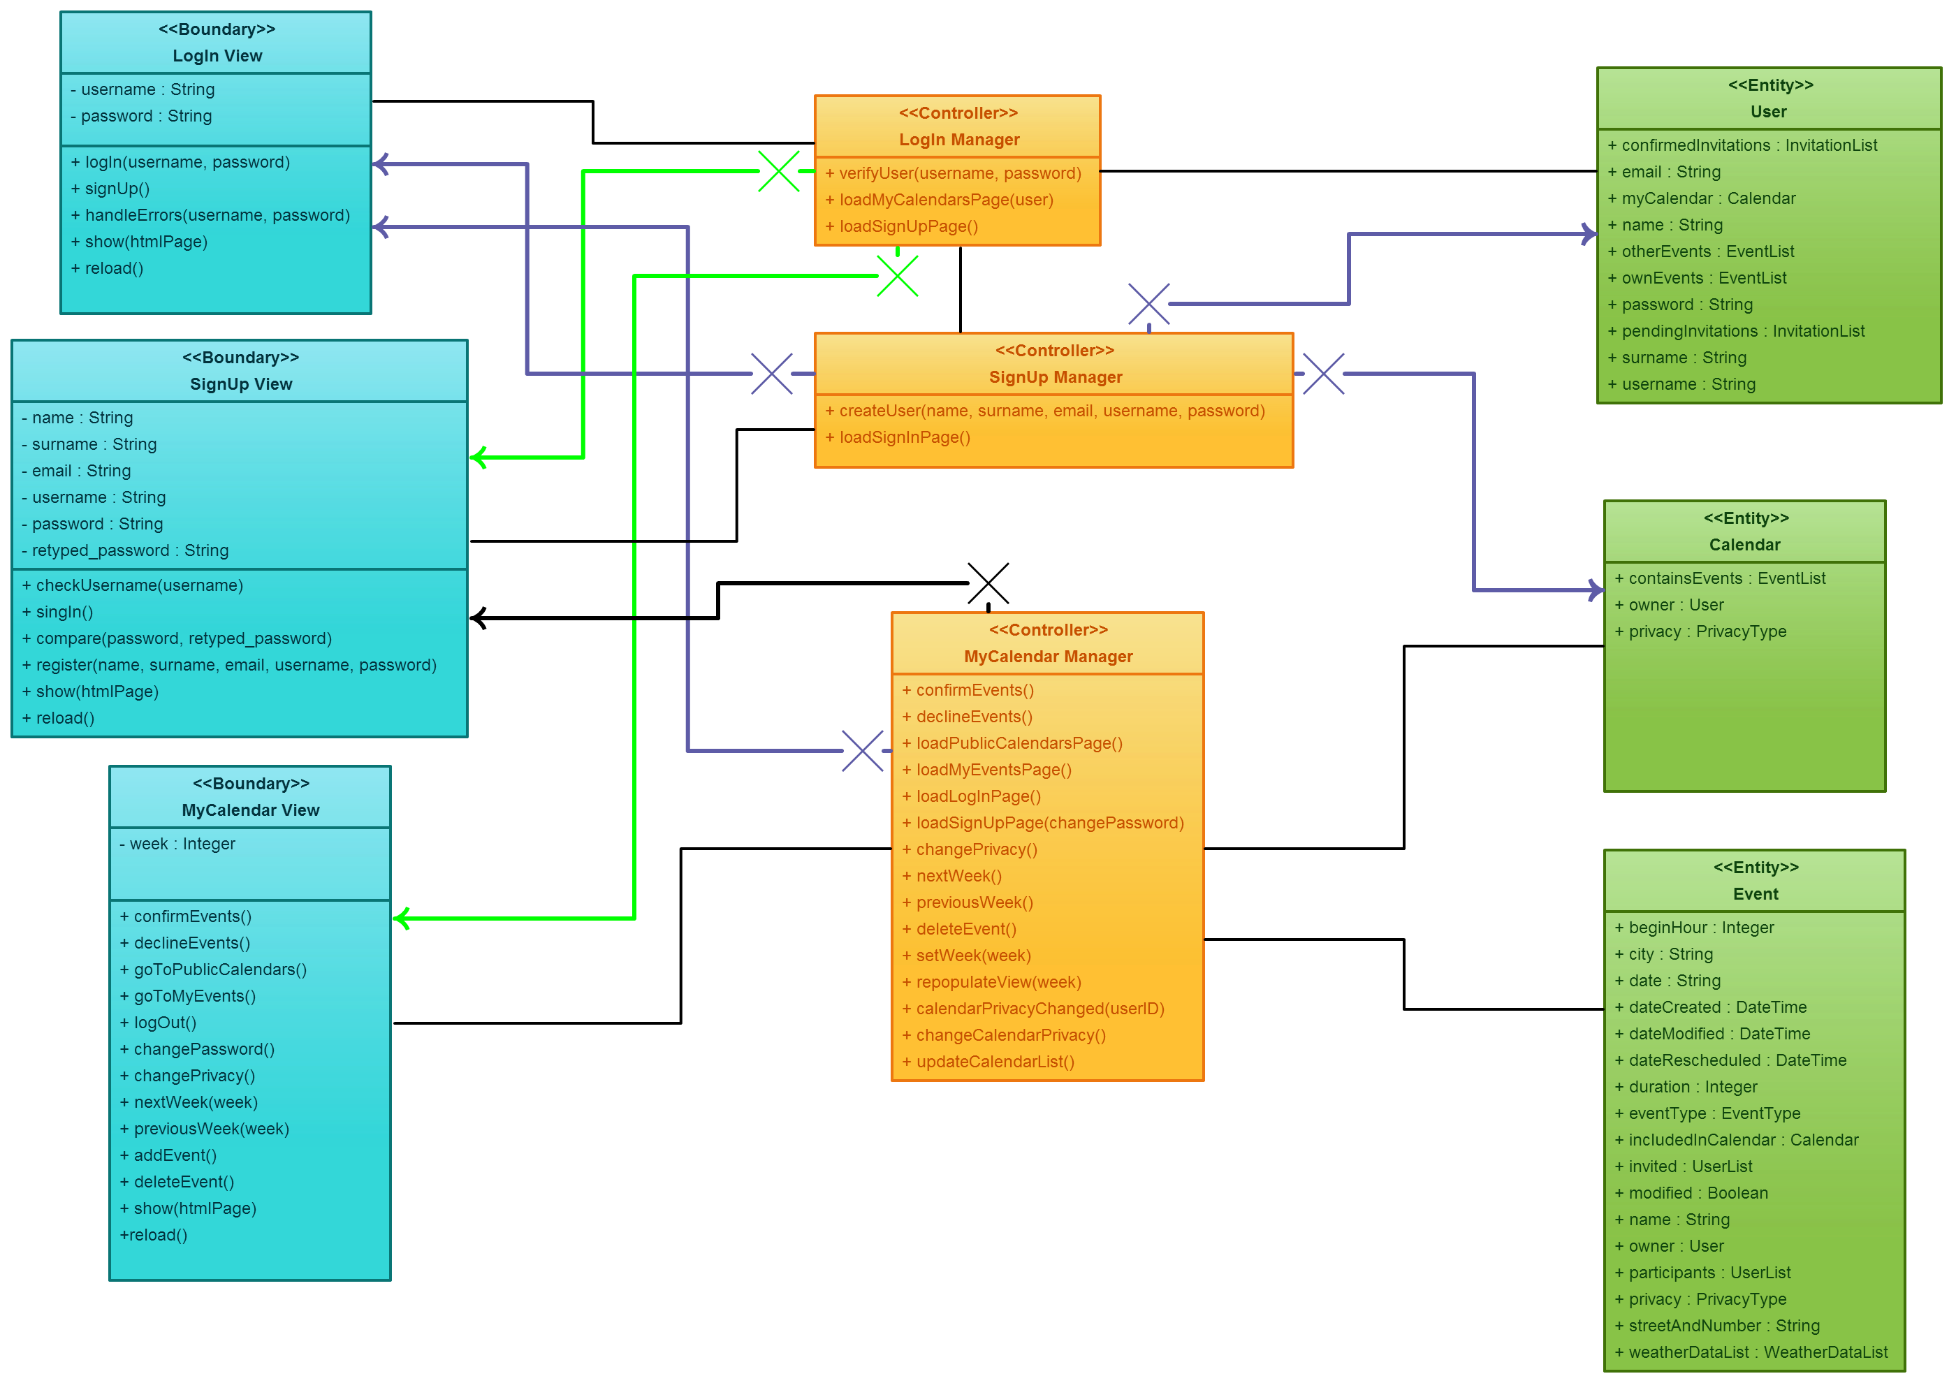 <<Boundary>>
LogIn View
- username : String
- password : String
+ logIn(username, password)
+ signUp()
+ handleErrors(username, password)
+ show(htmlPage)
+ reload()
<<Boundary>>
SignUp View
- name : String
- surname : String
- email : String
- username : String
- password : String
- retyped_password : String
+ checkUsername(username)
+ singIn()
+ compare(password, retyped_password)
+ register(name, surname, email, username, password)
+ show(htmlPage)
+ reload()
<<Boundary>>
MyCalendar View
- week : Integer
+ confirmEvents()
+ declineEvents()
+ goToPublicCalendars()
+ goToMyEvents()
+ logOut()
+ changePassword()
+ changePrivacy()
+ nextWeek(week)
+ previousWeek(week)
+ addEvent()
+ deleteEvent()
+ show(htmlPage)
+reload()
<<Controller>>
LogIn Manager
+ verifyUser(username, password)
+ loadMyCalendarsPage(user)
+ loadSignUpPage()
<<Controller>>
SignUp Manager
+ createUser(name, surname, email, username, password)
+ loadSignInPage()
<<Controller>>
MyCalendar Manager
+ confirmEvents()
+ declineEvents()
+ loadPublicCalendarsPage()
+ loadMyEventsPage()
+ loadLogInPage()
+ loadSignUpPage(changePassword)
+ changePrivacy()
+ nextWeek()
+ previousWeek()
+ deleteEvent()
+ setWeek(week)
+ repopulateView(week)
+ calendarPrivacyChanged(userID)
+ changeCalendarPrivacy()
+ updateCalendarList()
<<Entity>>
User
+ confirmedInvitations : InvitationList
+ email : String
+ myCalendar : Calendar
+ name : String
+ otherEvents : EventList
+ ownEvents : EventList
+ password : String
+ pendingInvitations : InvitationList
+ surname : String
+ username : String
<<Entity>>
Calendar
+ containsEvents : EventList
+ owner : User
+ privacy : PrivacyType
<<Entity>>
Event
+ beginHour : Integer
+ city : String
+ date : String
+ dateCreated : DateTime
+ dateModified : DateTime
+ dateRescheduled : DateTime
+ duration : Integer
+ eventType : EventType
+ includedInCalendar : Calendar
+ invited : UserList
+ modified : Boolean
+ name : String
+ owner : User
+ participants : UserList
+ privacy : PrivacyType
+ streetAndNumber : String
+ weatherDataList : WeatherDataList